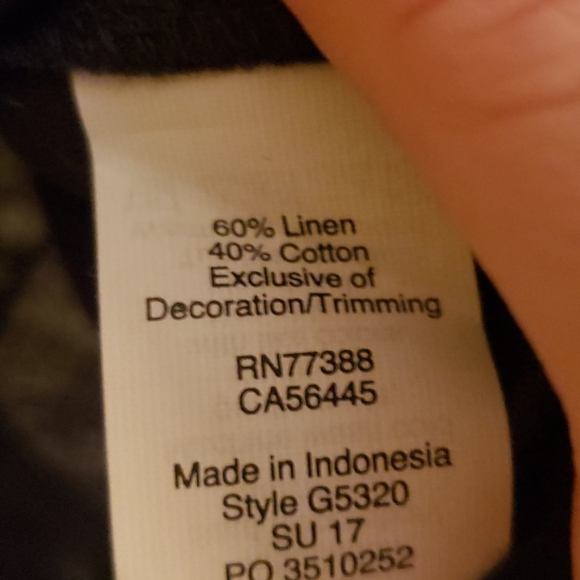 60% Linen
40% Cotton
Exclusive of
Decoration/Trimming
RN77388
CA56445
Made in Indonesia
Style G5320
SU 17
PO 3510252